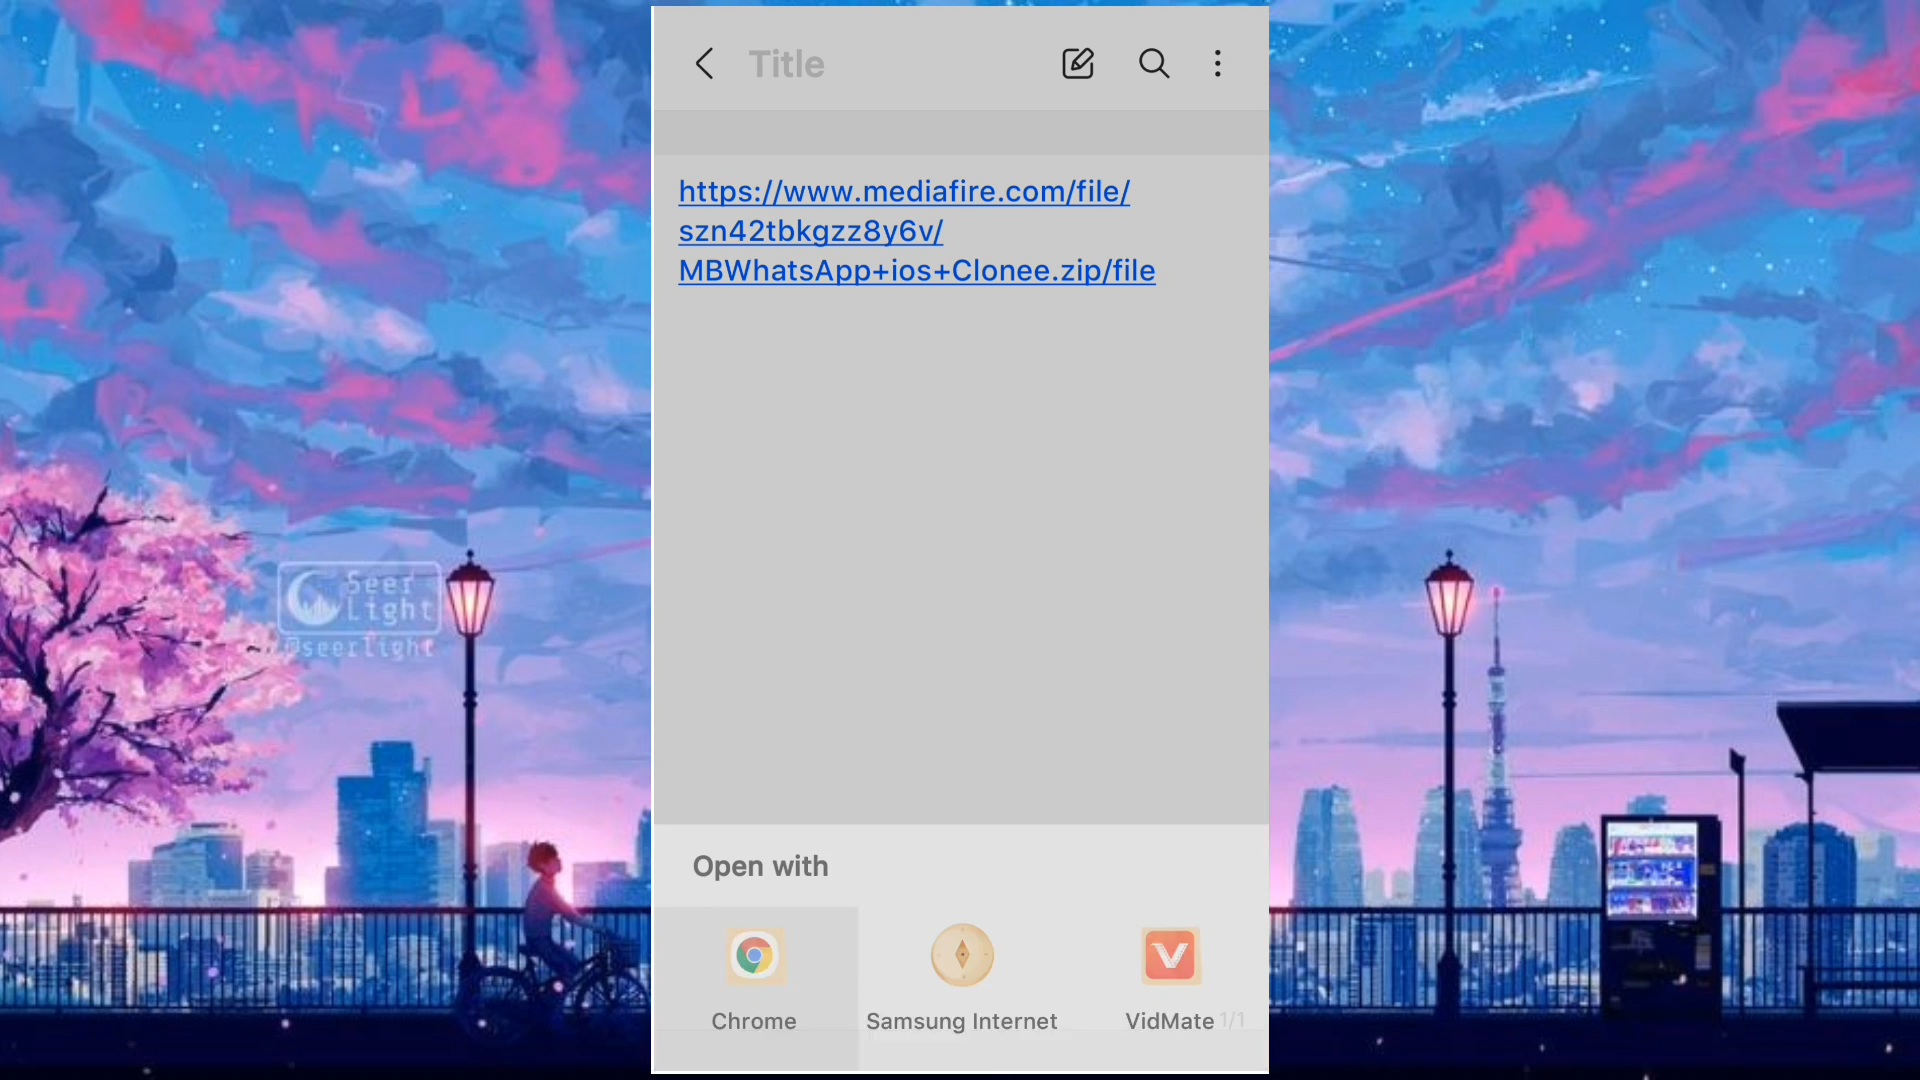 Title
https://www.mediafire.com/file/
szn42tbkgzz8y6v/
MBWhatsApp+ios+Clonee.zip/file
Seer
Light
@seerlight
Open with
Chrome
Samsung Internet
VidMate
1/1